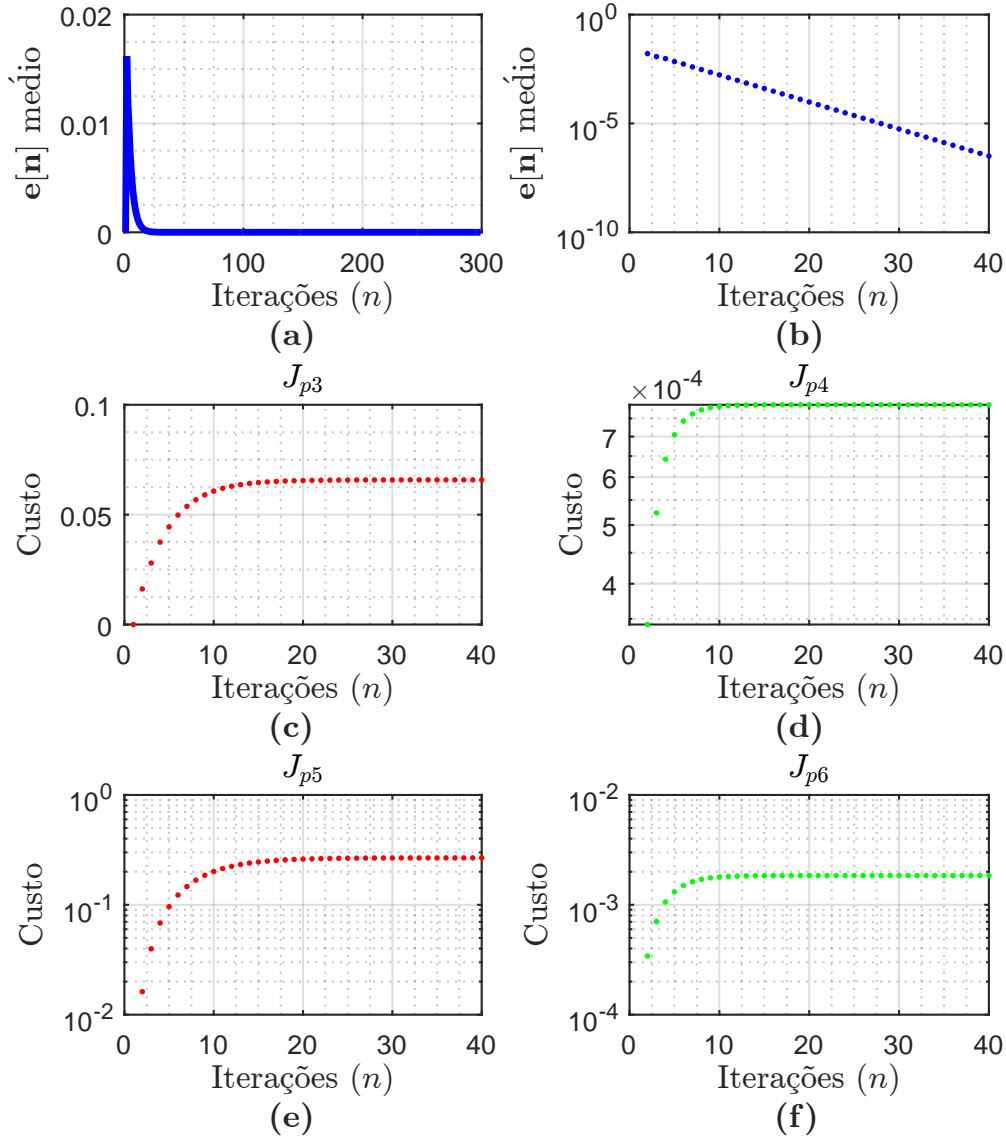 0.02
0.01
0
e[n] médio
0 100 200 300
Iterações (n)
(a)
10^0
10^-5
10^-10
e[n] médio
0 10 20 30 40
Iterações (n)
(b)
J_p3
0.1
0.05
0
Custo
0 10 20 30 40
Iterações (n)
(c)
×10^-4
J_p4
7
6
5
4
Custo
0 10 20 30 40
Iterações (n)
(d)
J_p5
10^0
10^-1
10^-2
Custo
0 10 20 30 40
Iterações (n)
(e)
J_p6
10^-2
10^-3
10^-4
Custo
0 10 20 30 40
Iterações (n)
(f)